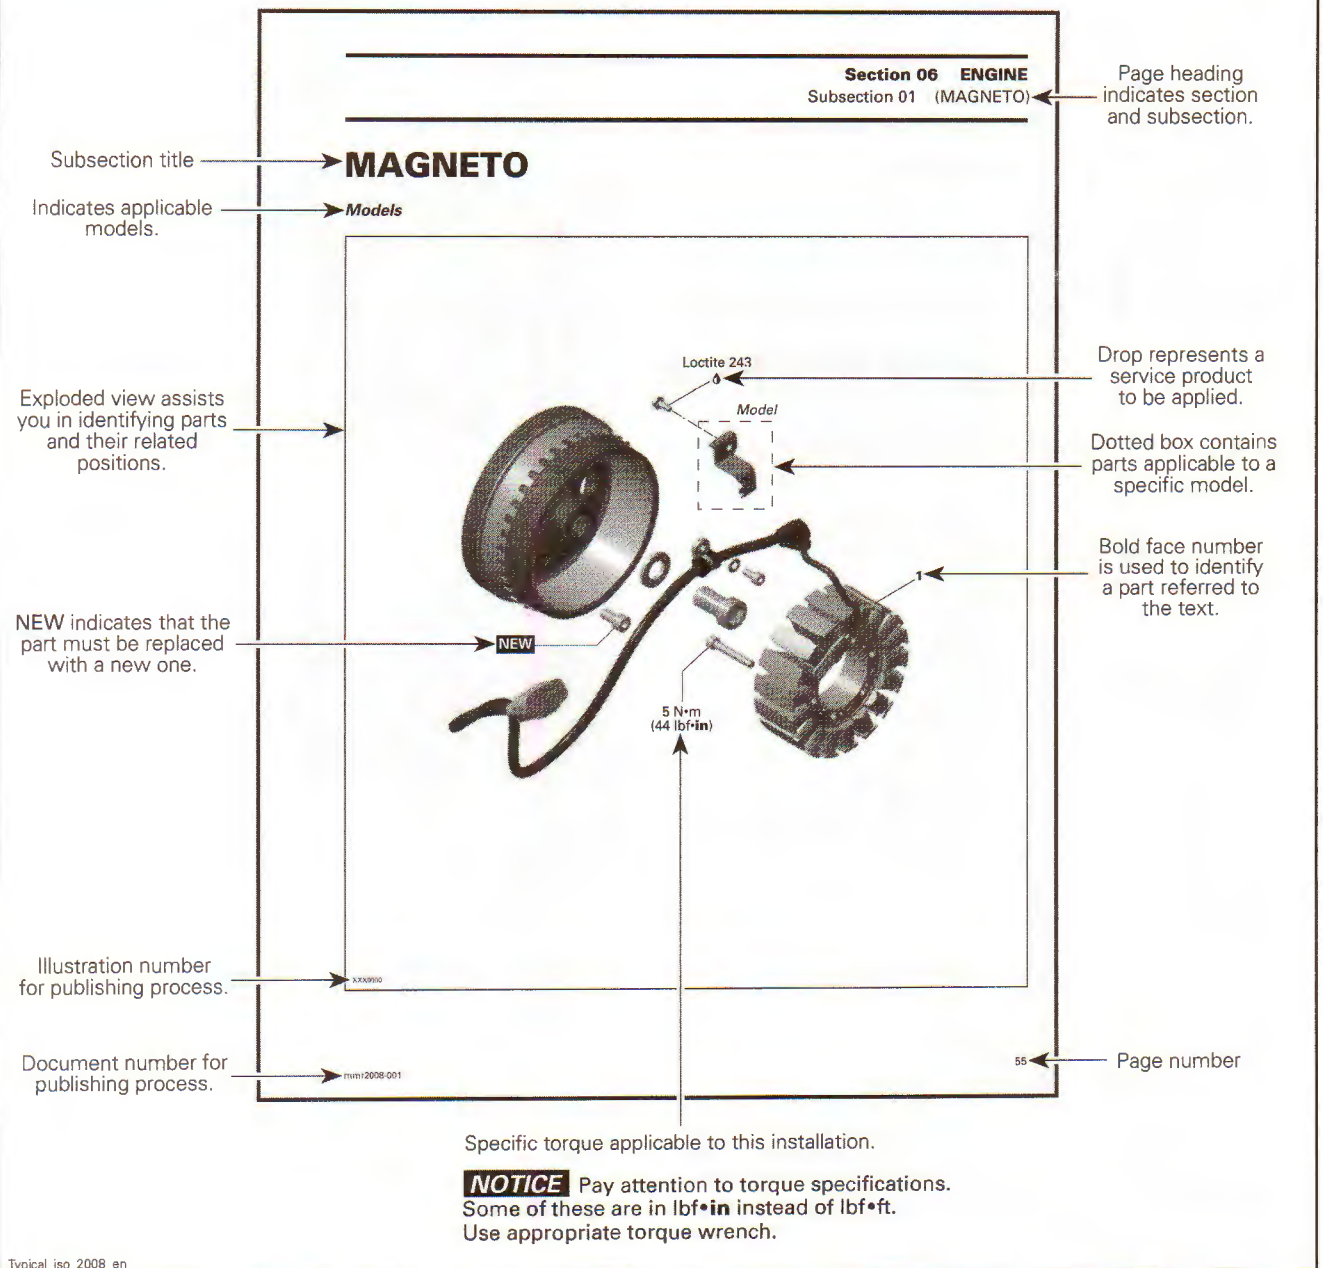 Section 06 ENGINE
Subsection 01 (MAGNETO)
Page heading
indicates section
and subsection.
Subsection title
MAGNETO
Indicates applicable
models.
Models
Loctite 243
Model
Drop represents a
service product
to be applied.
Exploded view assists
you in identifying parts
and their related
positions.
Dotted box contains
parts applicable to a
specific model.
Bold face number
is used to identify
a part referred to
the text.
1
NEW indicates that the
part must be replaced
with a new one.
NEW
5 N•m
(44 lbf•in)
Illustration number
for publishing process.
Document number for
publishing process.
mmr2008-001
55
Page number
Specific torque applicable to this installation.
NOTICE Pay attention to torque specifications.
Some of these are in lbf•in instead of lbf•ft.
Use appropriate torque wrench.
Typical iso 2008 en